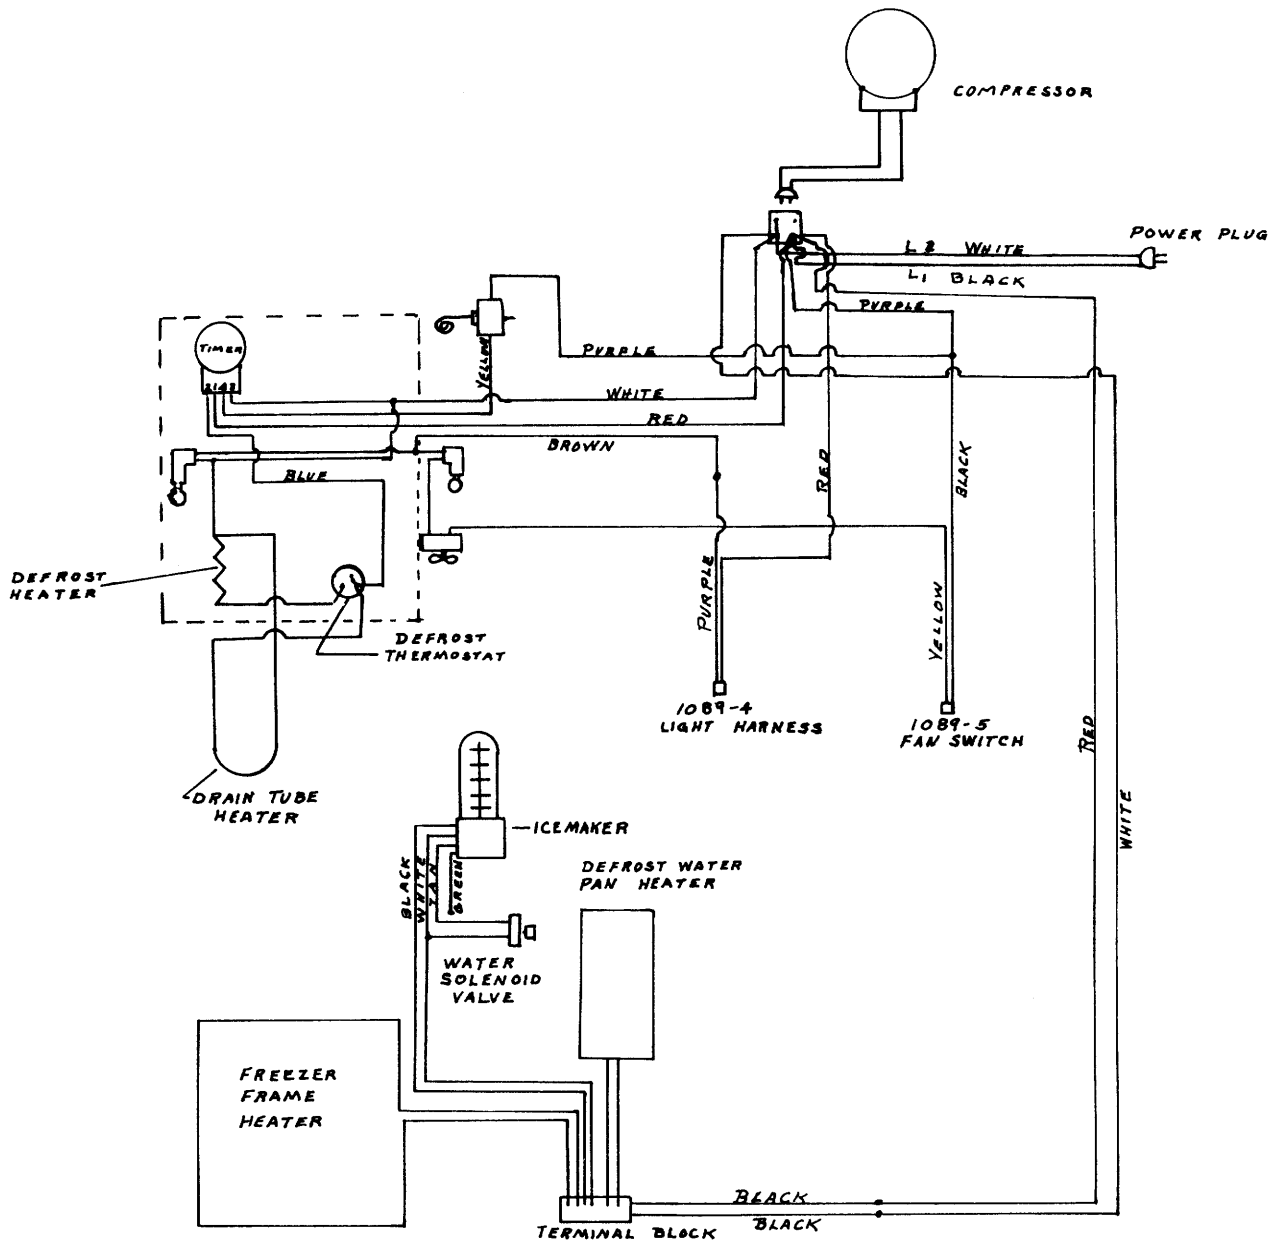 COMPRESSOR
POWER PLUG
L2 WHITE
L1 BLACK
PURPLE
TIMER
2143
YELLOW
PURPLE
WHITE
RED
BROWN
BLUE
RED
BLACK
DEFROST
HEATER
DEFROST
THERMOSTAT
PURPLE
YELLOW
1089-4
LIGHT HARNESS
1089-5
FAN SWITCH
RED
WHITE
DRAIN TUBE
HEATER
ICEMAKER
BLACK
WHITE
TAN
GREEN
DEFROST WATER
PAN HEATER
WATER
SOLENOID
VALVE
FREEZER
FRAME
HEATER
BLACK
BLACK
TERMINAL BLOCK